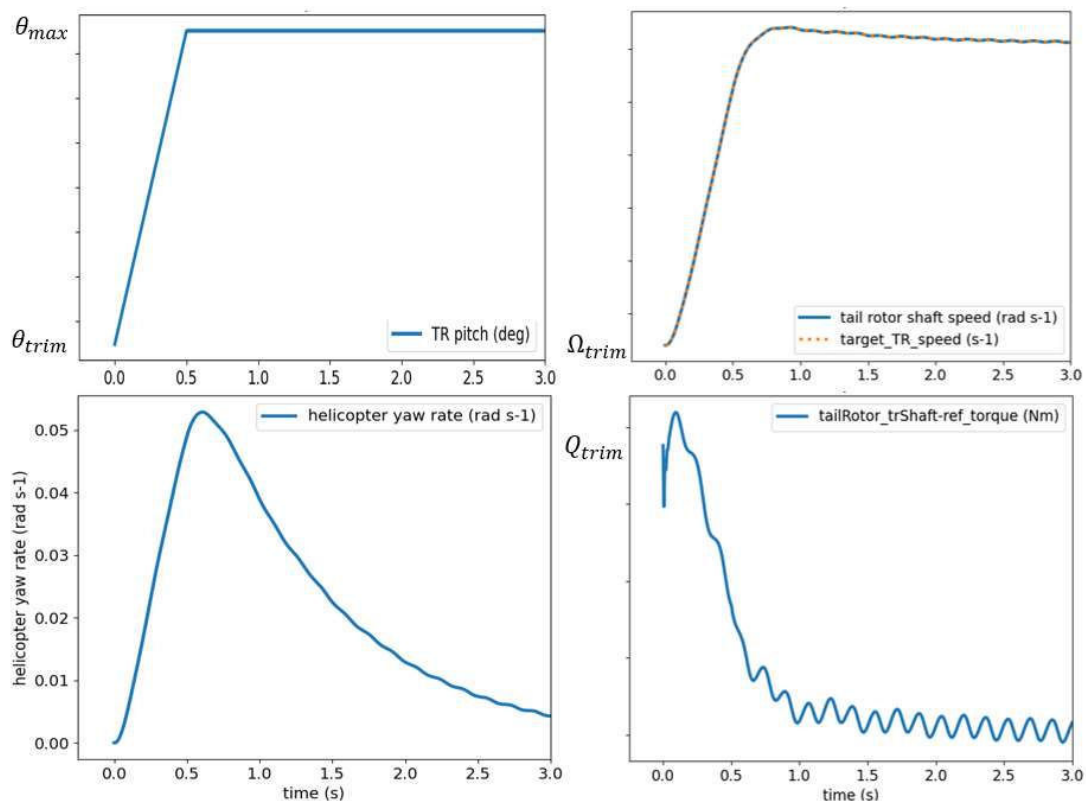 θmax
θtrim
TR pitch (deg)
0.0 0.5 1.0 1.5 2.0 2.5 3.0
Ωtrim
tail rotor shaft speed (rad s-1)
target_TR_speed (s-1)
0.0 0.5 1.0 1.5 2.0 2.5 3.0
helicopter yaw rate (rad s-1)
helicopter yaw rate (rad s-1)
0.05
0.04
0.03
0.02
0.01
0.00
0.0 0.5 1.0 1.5 2.0 2.5 3.0
time (s)
Qtrim
tailRotor_trShaft-ref_torque (Nm)
0.0 0.5 1.0 1.5 2.0 2.5 3.0
time (s)